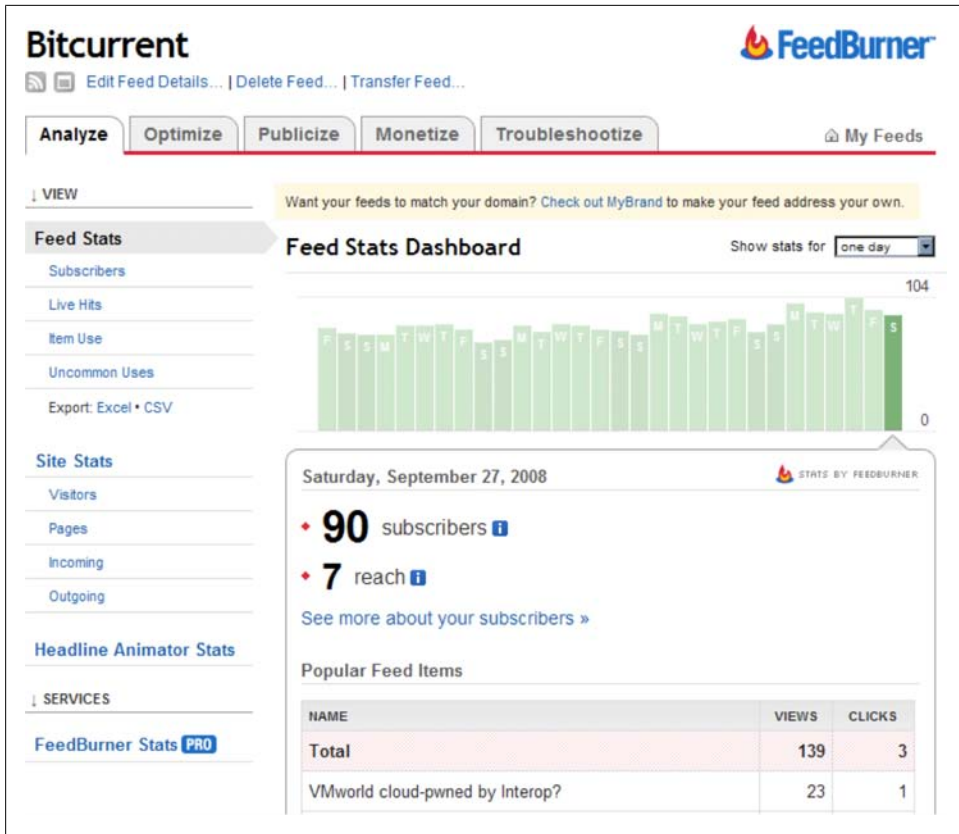 Bitcurrent
FeedBurner
Edit Feed Details... | Delete Feed... | Transfer Feed...
Analyze Optimize Publicize Monetize Troubleshootize My Feeds
↓ VIEW
Feed Stats
Subscribers
Live Hits
Item Use
Uncommon Uses
Export: Excel • CSV
Site Stats
Visitors
Pages
Incoming
Outgoing
Headline Animator Stats
↓ SERVICES
FeedBurner Stats PRO
Want your feeds to match your domain? Check out MyBrand to make your feed address your own.
Feed Stats Dashboard
Show stats for one day
104
F S S M T W T F S S M T W T F S S M T W T F S S M T W T F S
0
Saturday, September 27, 2008
STATS BY FEEDBURNER
90 subscribers i
7 reach i
See more about your subscribers »
Popular Feed Items
NAME VIEWS CLICKS
Total 139 3
VMworld cloud-pwned by Interop? 23 1